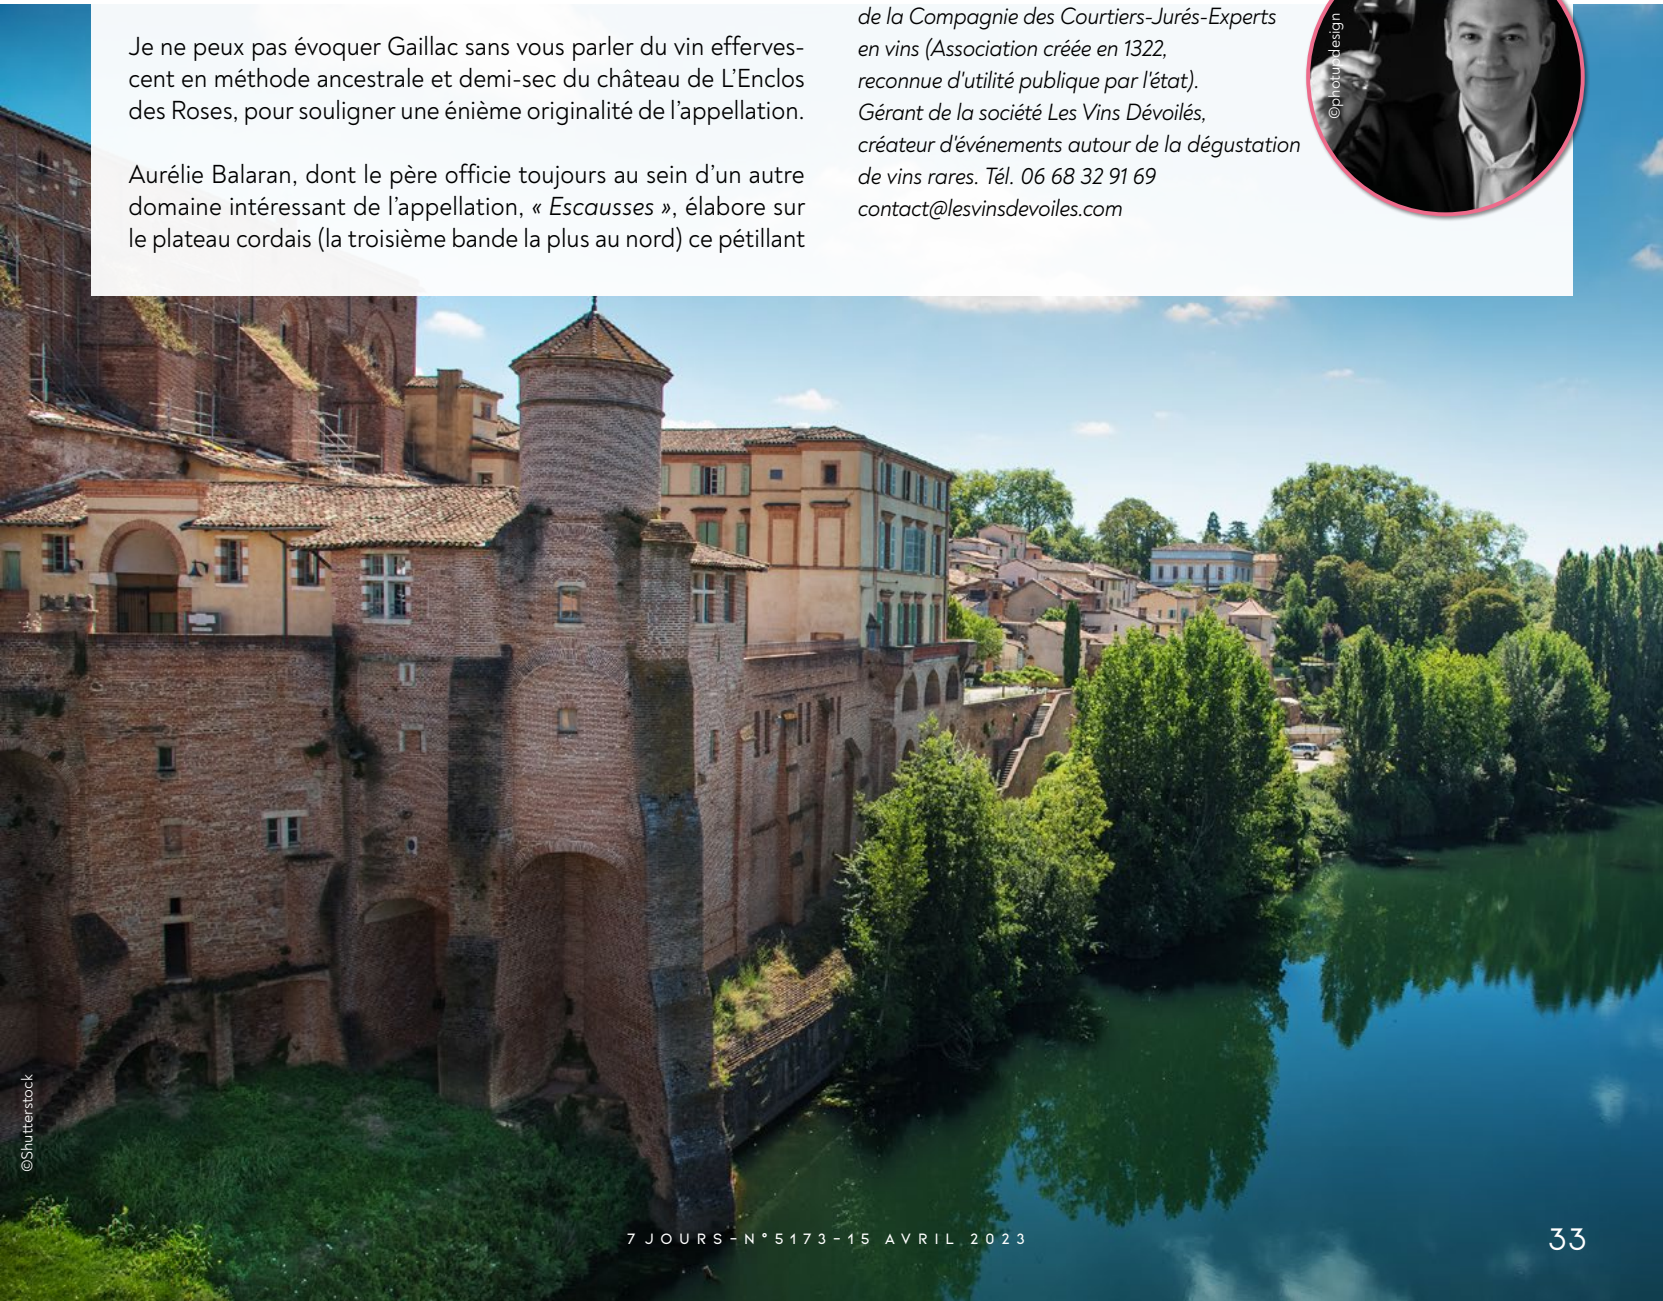 Je ne peux pas évoquer Gaillac sans vous parler du vin efferves-
cent en méthode ancestrale et demi-sec du château de L'Enclos
des Roses, pour souligner une énième originalité de l'appellation.
Aurélie Balaran, dont le père officie toujours au sein d'un autre
domaine intéressant de l'appellation, « Escausses », élabore sur
le plateau cordais (la troisième bande la plus au nord) ce pétillant
de la Compagnie des Courtiers-Jurés-Experts
en vins (Association créée en 1322,
reconnue d'utilité publique par l'état).
Gérant de la société Les Vins Dévoilés,
créateur d'événements autour de la dégustation
de vins rares. Tél. 06 68 32 91 69
contact@lesvinsdevoiles.com
©photupdesign
©Shutterstock
7 JOURS-N°5173-15 AVRIL 2023
33